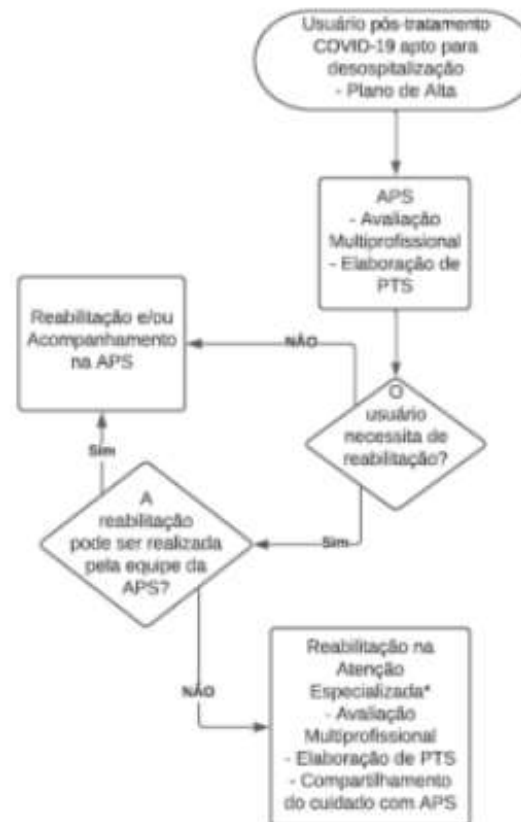 Usuário pós-tratamento
COVID-19 apto para
desospitalização
- Plano de Alta
APS
- Avaliação
Multiprofissional
- Elaboração de
PTS
Reabilitação e/ou
Acompanhamento
na APS
NÃO
O
usuário
necessita de
reabilitação?
Sim
A
reabilitação
pode ser realizada
pela equipe da
APS?
Sim
NÃO
Reabilitação na
Atenção
Especializada*
- Avaliação
Multiprofissional
- Elaboração de PTS
- Compartilhamento
do cuidado com APS